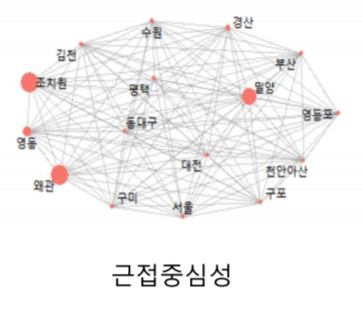 수원
경산
김천
부산
조치원
평택
밀양
영등포
동대구
영동
대전
천안아산
왜관
구미
서울
구포
근접중심성